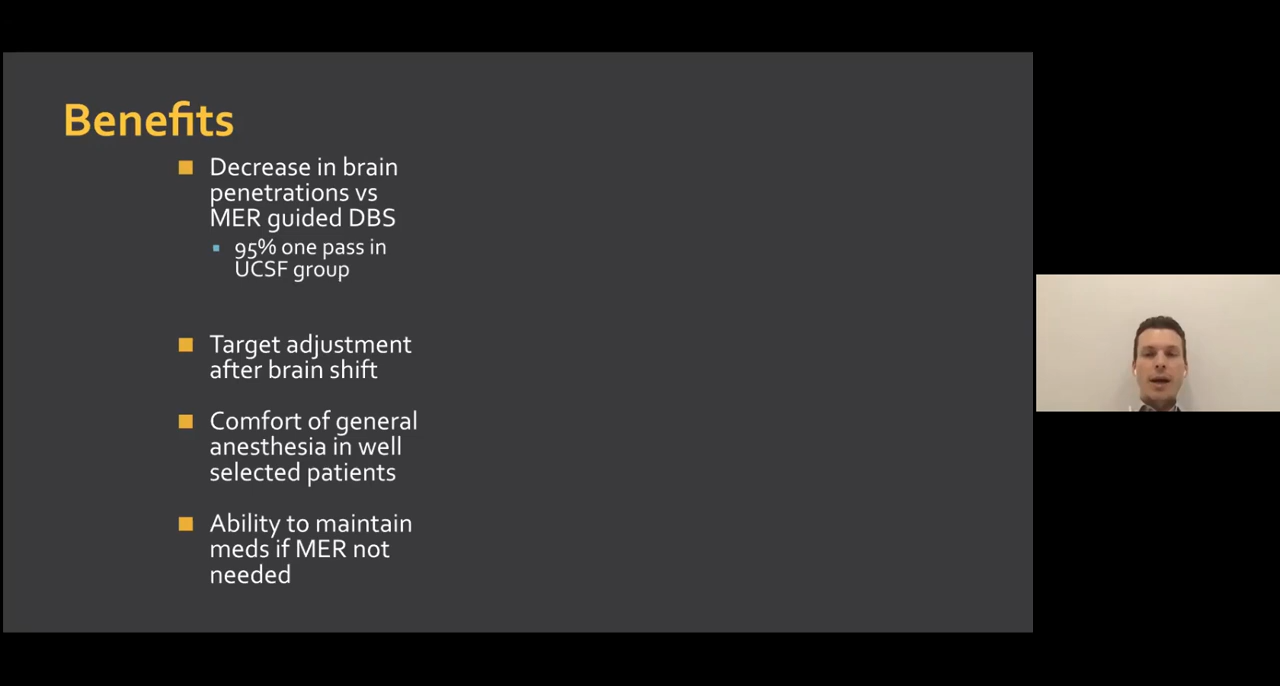 Benefits
Decrease in brain
penetrations vs
MER guided DBS
95% one pass in
UCSF group
Target adjustment
after brain shift
Comfort of general
anesthesia in well
selected patients
Ability to maintain
meds if MER not
needed